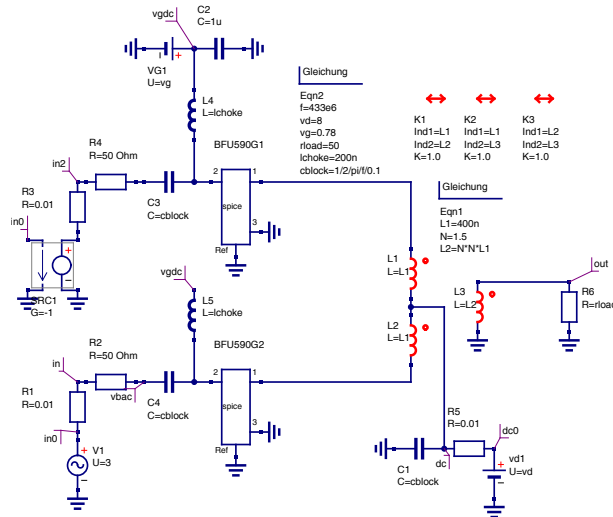 vgdc
C2
C=1u
VG1
U=vg
Gleichung
Eqn2
f=433e6
vd=8
vg=0.78
rload=50
lchoke=200n
cblock=1/2/pi/f/0.1
K1
Ind1=L1
Ind2=L2
K=1.0
K2
Ind1=L1
Ind2=L3
K=1.0
K3
Ind1=L2
Ind2=L3
K=1.0
L4
L=lchoke
R4
R=50 Ohm
BFU590G1
in2
2
1
spice
3
Ref
C3
C=cblock
R3
R=0.01
in0
SRC1
G=-1
Gleichung
Eqn1
L1=400n
N=1.5
L2=N*N*L1
L1
L=L1
L3
L=L2
out
R6
R=rload
vgdc
L5
L=lchoke
L2
L=L1
R2
R=50 Ohm
BFU590G2
in
2
1
spice
3
Ref
vbac
C4
C=cblock
R1
R=0.01
in0
V1
U=3
R5
R=0.01
dc0
dc
C1
C=cblock
vd1
U=vd